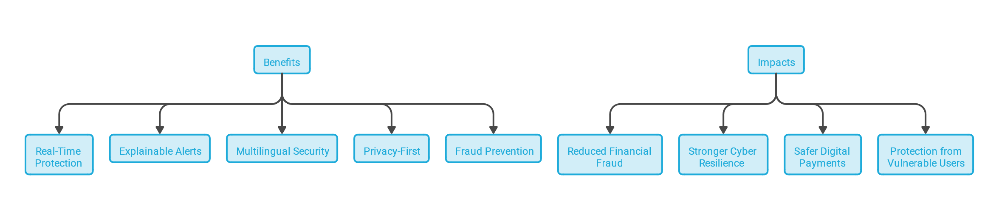 Benefits
Impacts
Real-Time
Protection
Explainable Alerts
Multilingual Security
Privacy-First
Fraud Prevention
Reduced Financial
Fraud
Stronger Cyber
Resilience
Safer Digital
Payments
Protection from
Vulnerable Users